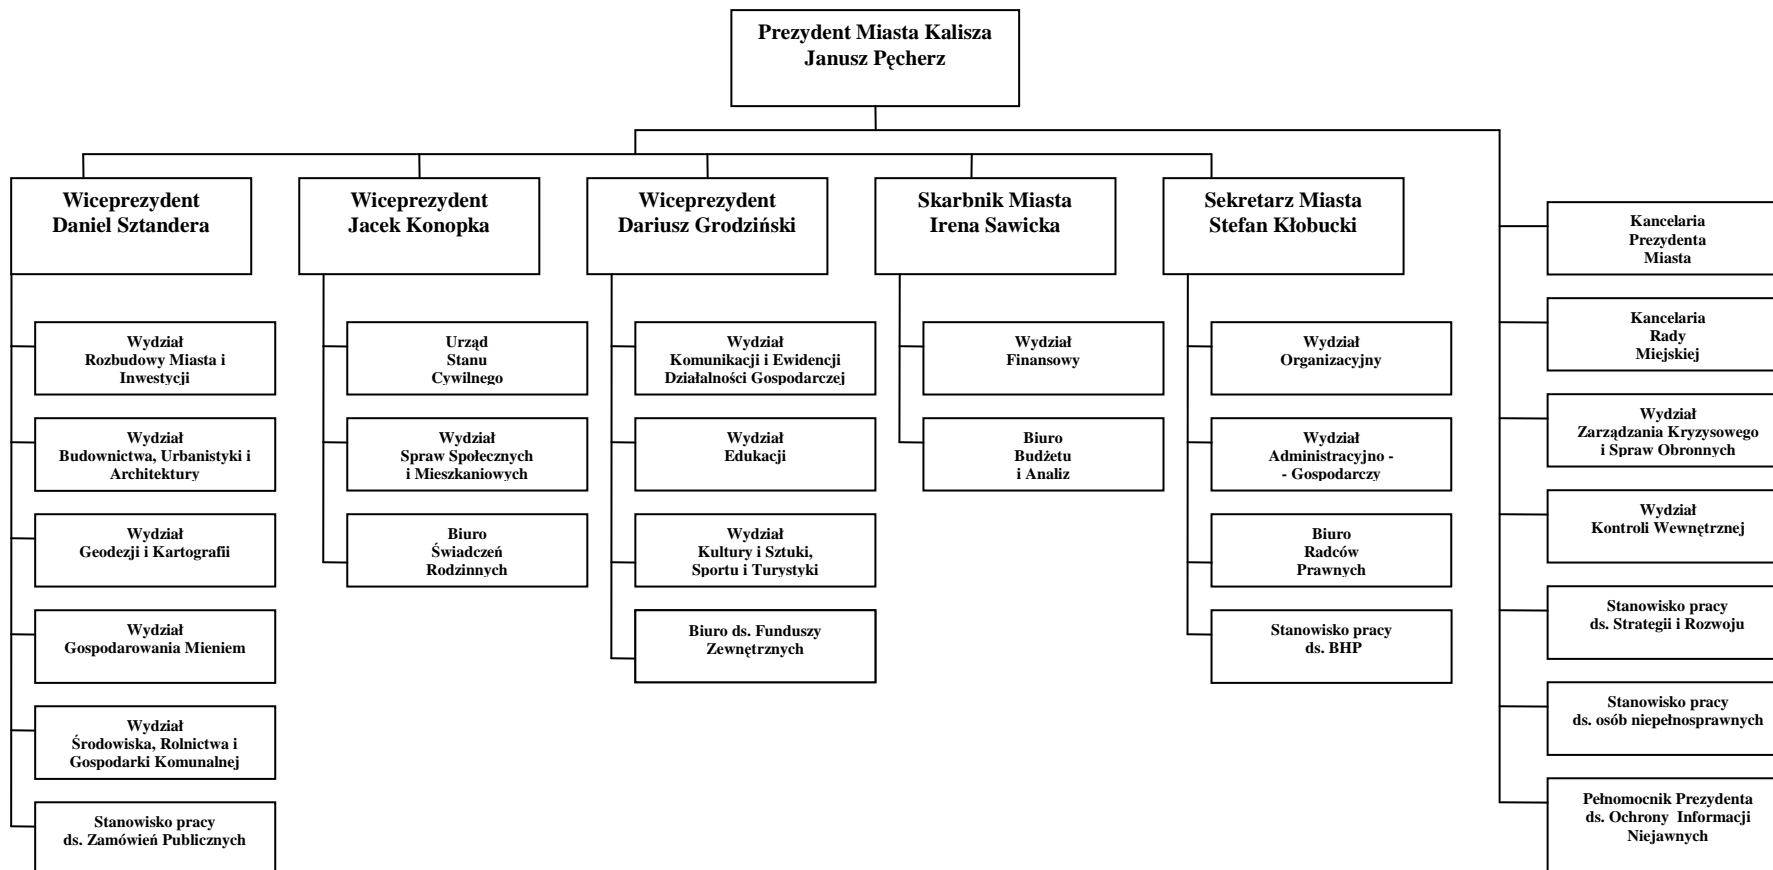 Prezydent Miasta Kalisza
Janusz Pęcherz
Wiceprezydent
Daniel Sztandera
Wiceprezydent
Jacek Konopka
Wiceprezydent
Dariusz Grodziński
Skarbnik Miasta
Irena Sawicka
Sekretarz Miasta
Stefan Kłobucki
Wydział
Rozbudowy Miasta i
Inwestycji
Wydział
Budownictwa, Urbanistyki i
Architektury
Wydział
Geodezji i Kartografii
Wydział
Gospodarowania Mieniem
Wydział
Środowiska, Rolnictwa i
Gospodarki Komunalnej
Stanowisko pracy
ds. Zamówień Publicznych
Urząd
Stanu
Cywilnego
Wydział
Spraw Społecznych
i Mieszkaniowych
Biuro
Świadczeń
Rodzinnych
Wydział
Komunikacji i Ewidencji
Działalności Gospodarczej
Wydział
Edukacji
Wydział
Kultury i Sztuki,
Sportu i Turystyki
Biuro ds. Funduszy
Zewnętrznych
Wydział
Finansowy
Biuro
Budżetu
i Analiz
Wydział
Organizacyjny
Wydział
Administracyjno -
- Gospodarczy
Biuro
Radców
Prawnych
Stanowisko pracy
ds. BHP
Kancelaria
Prezydenta
Miasta
Kancelaria
Rady
Miejskiej
Wydział
Zarządzania Kryzysowego
i Spraw Obronnych
Wydział
Kontroli Wewnętrznej
Stanowisko pracy
ds. Strategii i Rozwoju
Stanowisko pracy
ds. osób niepełnosprawnych
Pełnomocnik Prezydenta
ds. Ochrony Informacji
Niejawnych